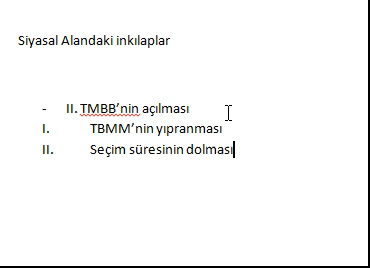 Siyasal Alandaki inkılaplar
- II. TMBB’nin açılması
I. TBMM’nin yıpranması
II. Seçim süresinin dolması